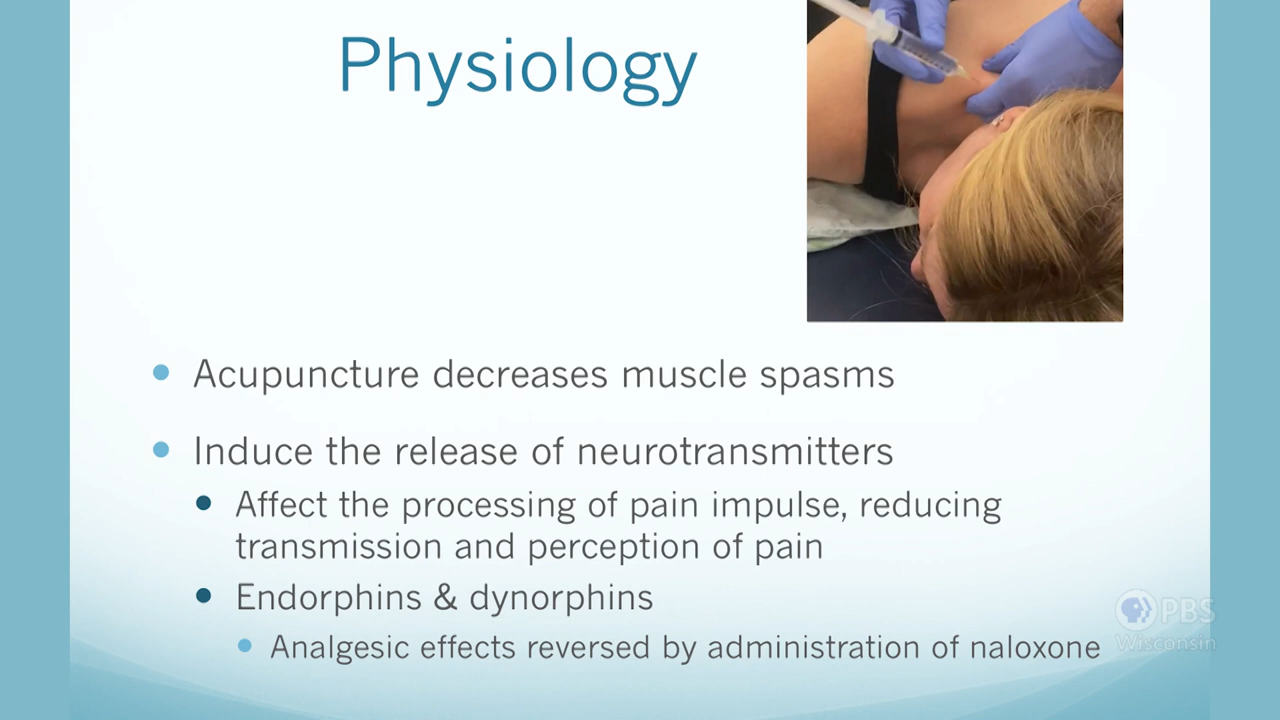 Physiology
Acupuncture decreases muscle spasms
Induce the release of neurotransmitters
Affect the processing of pain impulse, reducing
transmission and perception of pain
Endorphins & dynorphins
Analgesic effects reversed by administration of naloxone
PBS
Wisconsin